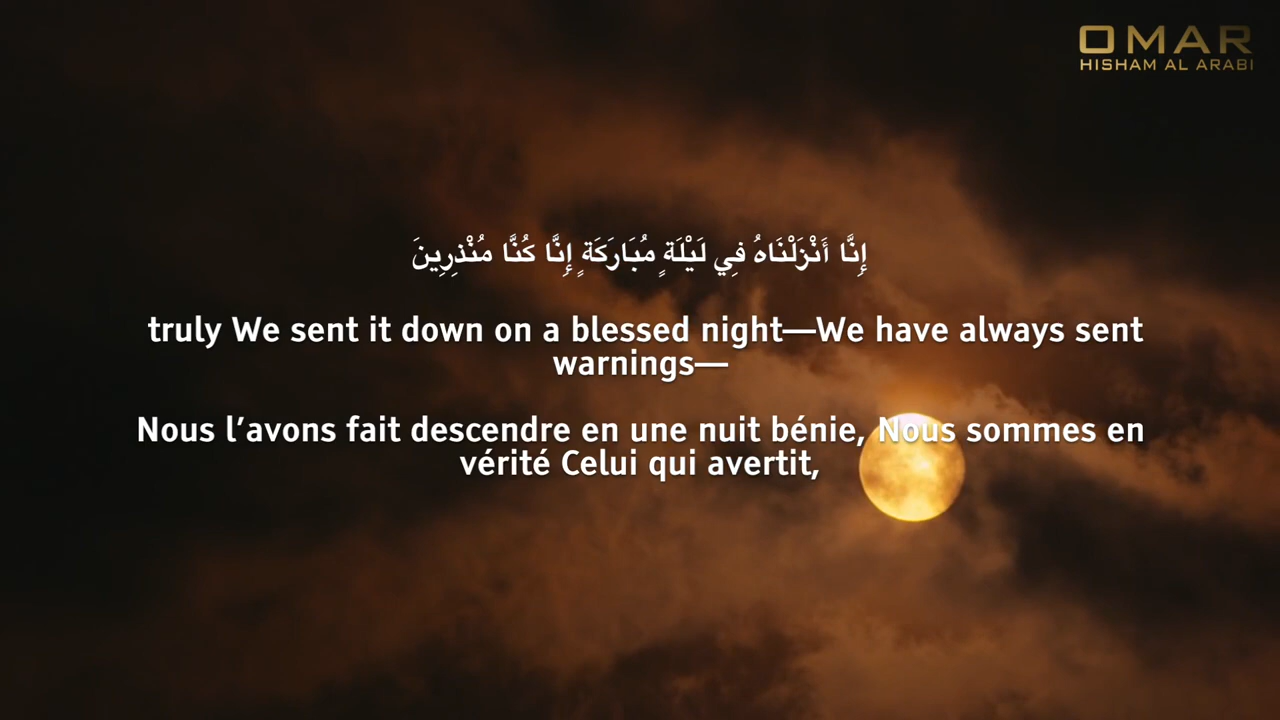 OMAR
HISHAM AL ARABI
إِنَّا أَنْزَلْنَاهُ فِي لَيْلَةٍ مُبَارَكَةٍ إِنَّا كُنَّا مُنْذِرِينَ
truly We sent it down on a blessed night—We have always sent
warnings—
Nous l’avons fait descendre en une nuit bénie, Nous sommes en
vérité Celui qui avertit,